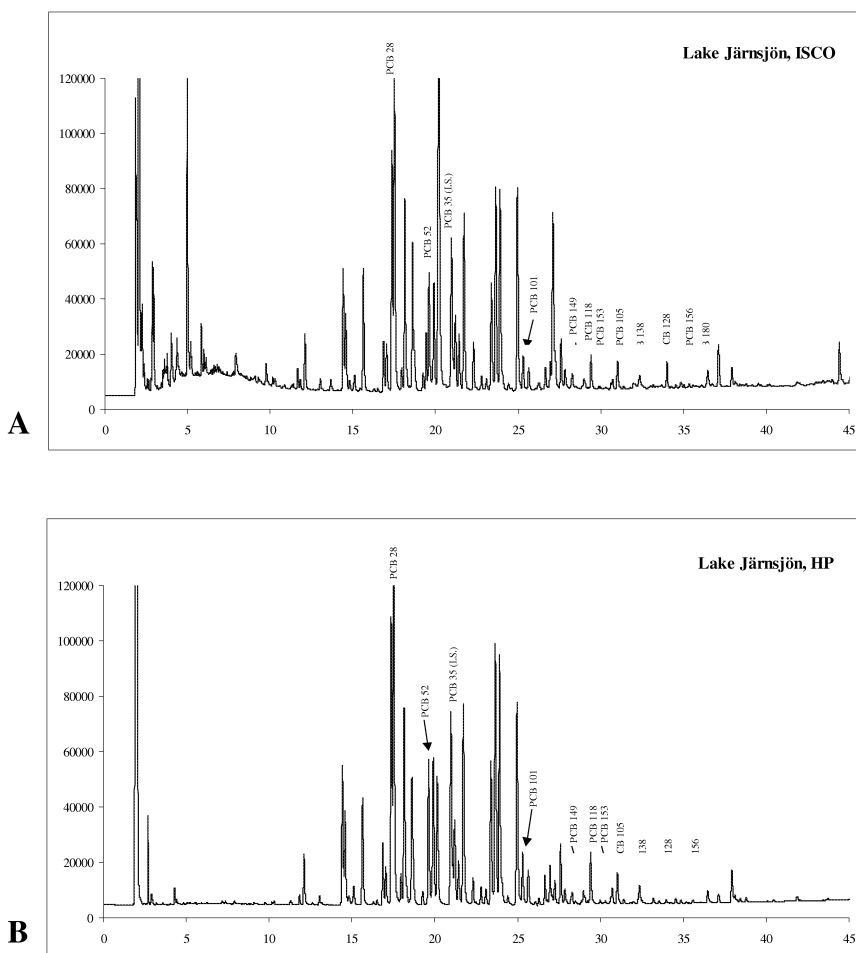 Lake Järnsjön, ISCO
PCB 28
120000
100000
80000
60000
40000
20000
0
PCB 52
PCB 35 (I.S.)
PCB 101
PCB 149
PCB 118
PCB 153
PCB 105
138
CB 128
PCB 156
180
0 5 10 15 20 25 30 35 40 45
A
Lake Järnsjön, HP
PCB 28
120000
100000
80000
60000
40000
20000
0
PCB 52
PCB 35 (I.S.)
PCB 101
PCB 149
PCB 118
PCB 153
CB 105
138
128
156
0 5 10 15 20 25 30 35 40 45
B